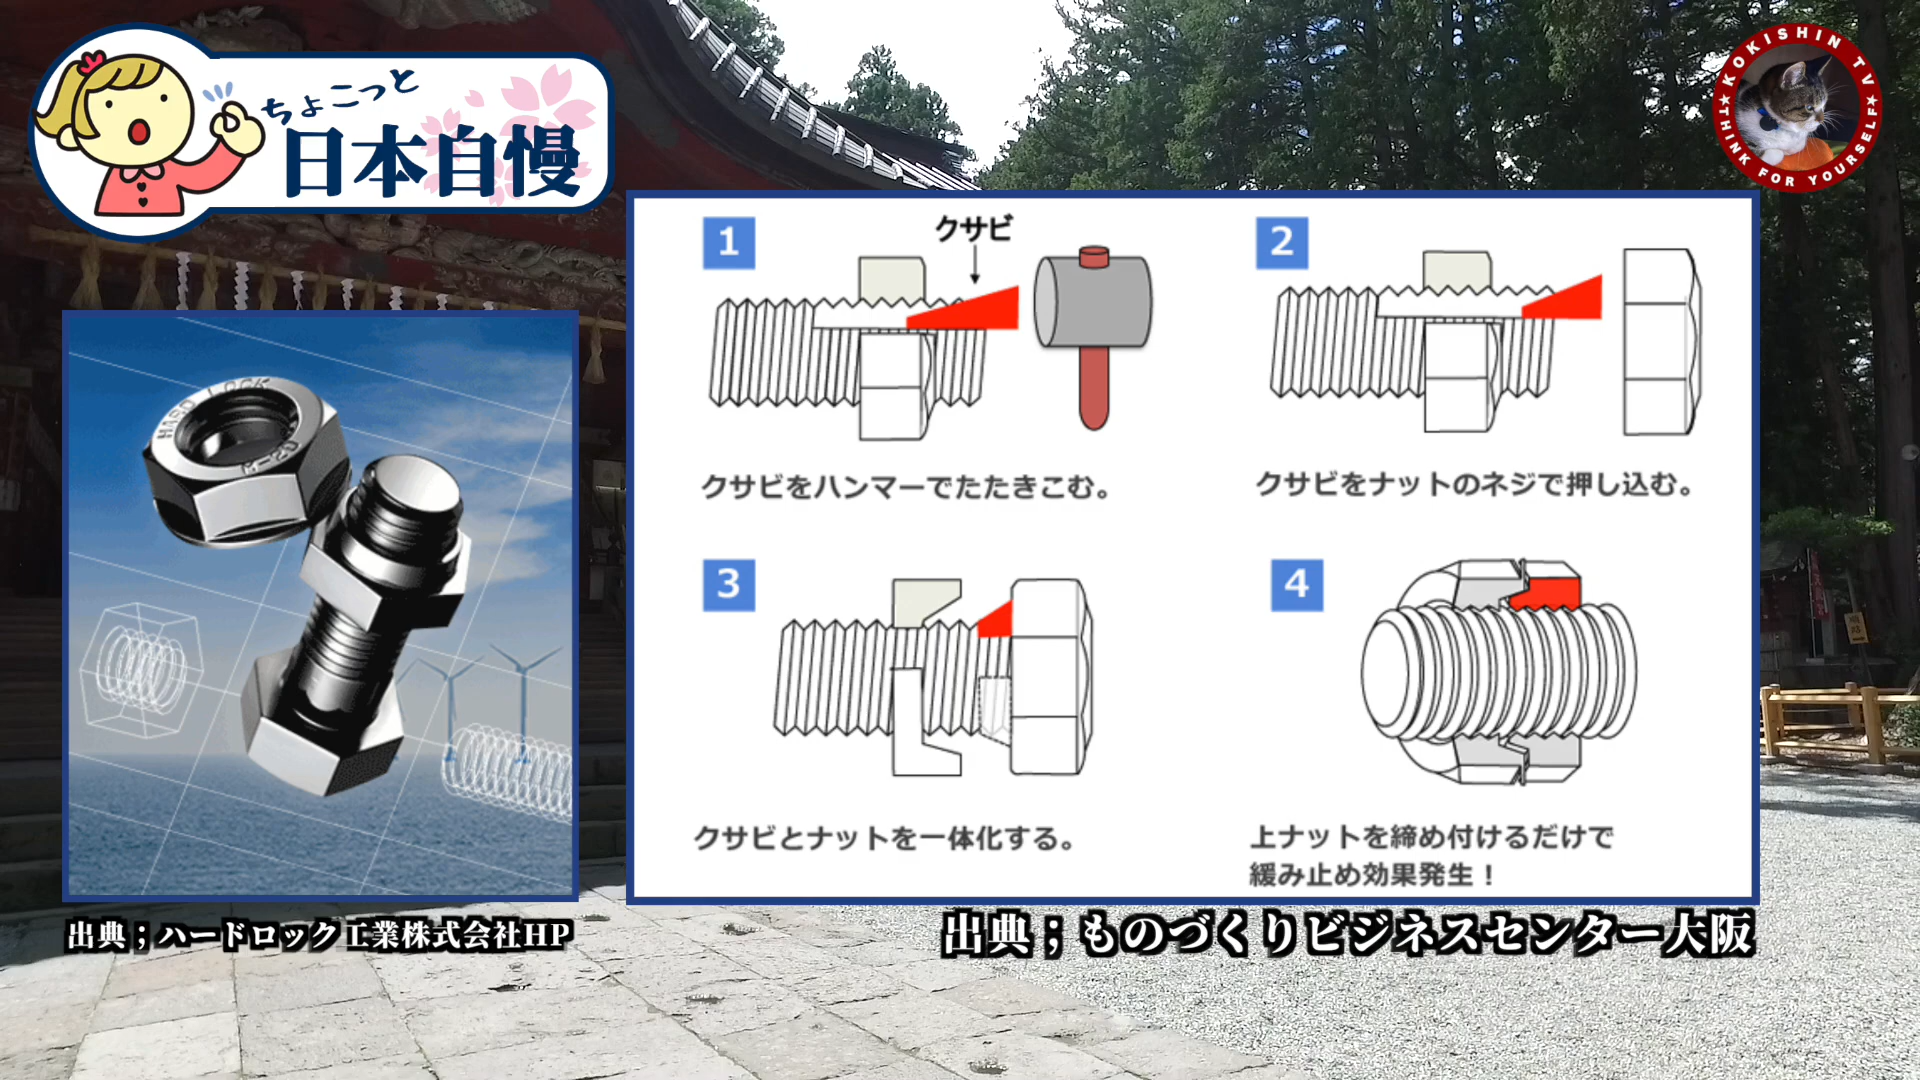 ちょこっと
日本自慢
KOKISHIN TV
THINK FOR YOURSELF
HARD LOCK
M-20
1
クサビ
クサビをハンマーでたたきこむ。
2
クサビをナットのネジで押し込む。
3
クサビとナットを一体化する。
4
上ナットを締め付けるだけで
緩み止め効果発生！
出典；ハードロック工業株式会社HP
出典；ものづくりビジネスセンター大阪